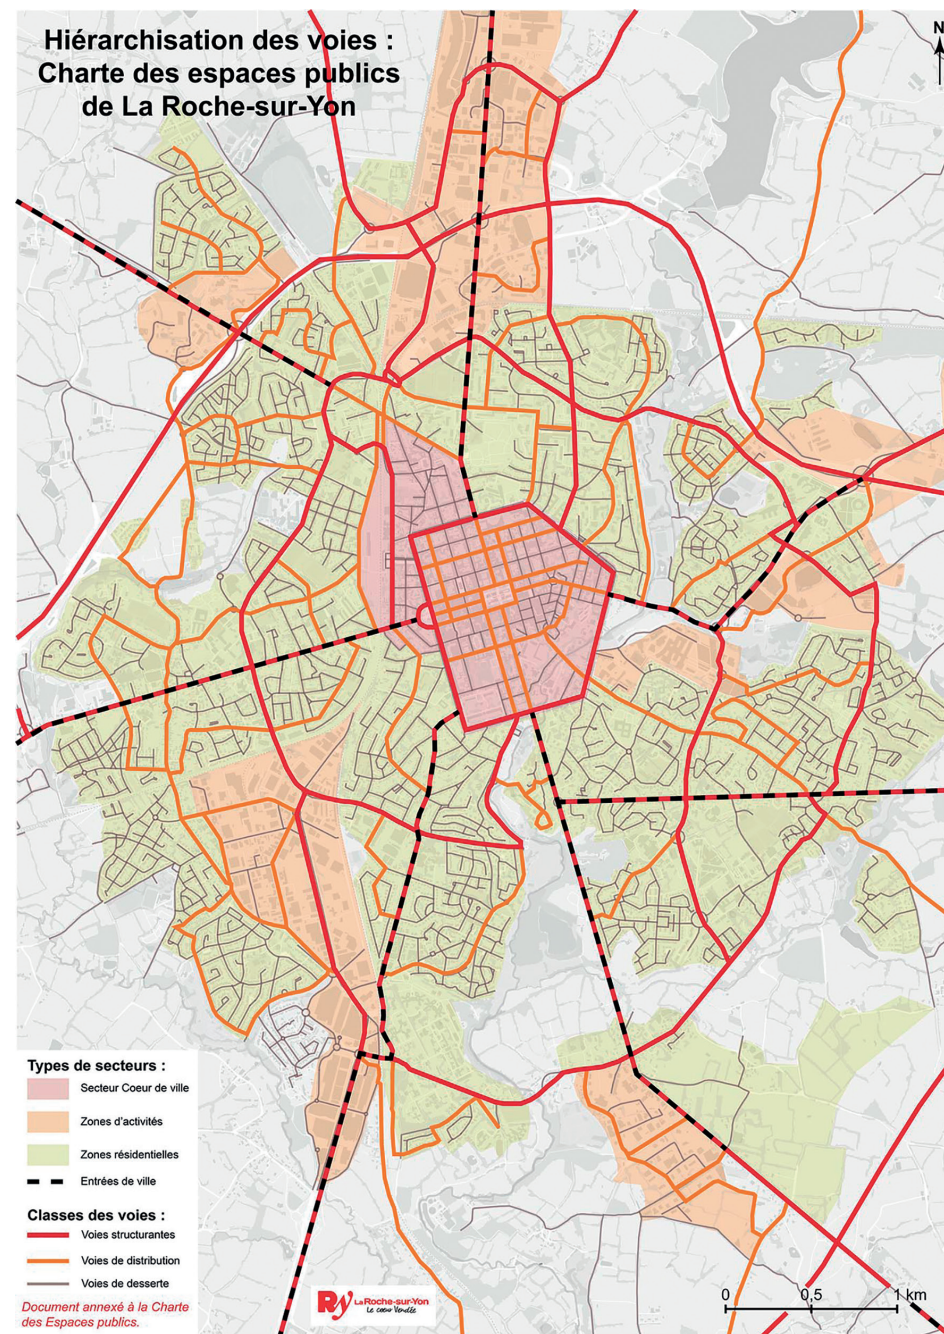 Hiérarchisation des voies :
Charte des espaces publics
de La Roche-sur-Yon
N
Types de secteurs :
Secteur Coeur de ville
Zones d'activités
Zones résidentielles
Entrées de ville
Classes des voies :
Voies structurantes
Voies de distribution
Voies de desserte
Document annexé à la Charte
des Espaces publics.
Ry
La Roche-sur-Yon
Le coeur Vendée
0 0,5 1 km